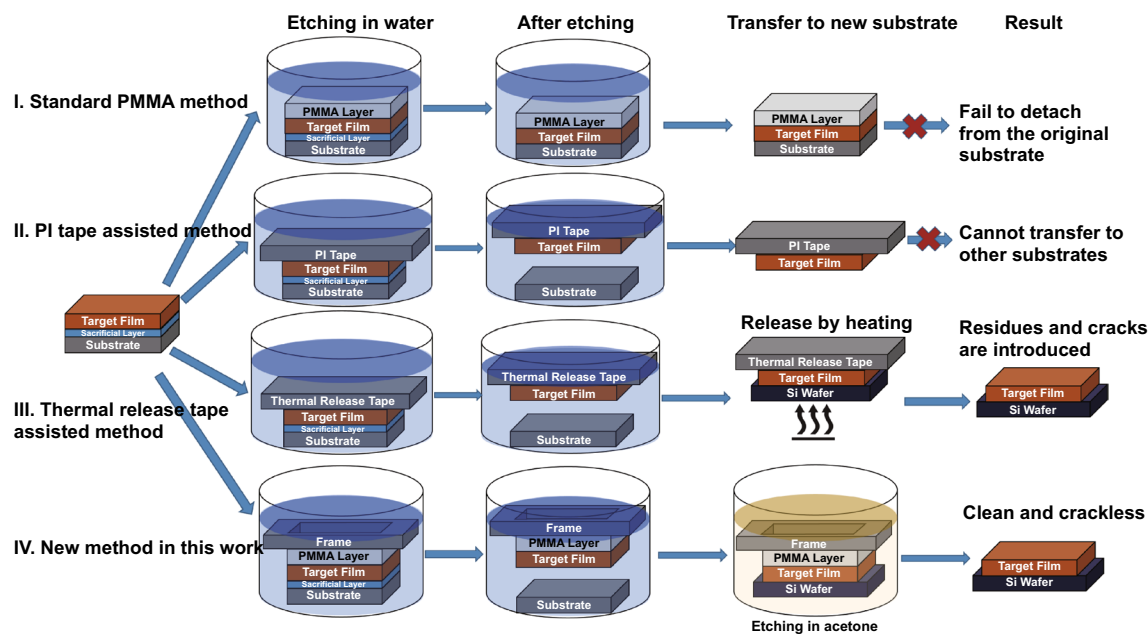 Etching in water
After etching
Transfer to new substrate
Result
I. Standard PMMA method
PMMA Layer
Target Film
Sacrificial Layer
Substrate
PMMA Layer
Target Film
Substrate
PMMA Layer
Target Film
Substrate
Fail to detach
from the original
substrate
II. PI tape assisted method
PI Tape
Target Film
Sacrificial Layer
Substrate
PI Tape
Target Film
Substrate
PI Tape
Target Film
Cannot transfer to
other substrates
Target Film
Sacrificial Layer
Substrate
III. Thermal release tape
assisted method
Thermal Release Tape
Target Film
Sacrificial Layer
Substrate
Thermal Release Tape
Target Film
Substrate
Release by heating
Thermal Release Tape
Target Film
Si Wafer
Residues and cracks
are introduced
Target Film
Si Wafer
IV. New method in this work
Frame
PMMA Layer
Target Film
Sacrificial Layer
Substrate
Frame
PMMA Layer
Target Film
Substrate
Frame
PMMA Layer
Target Film
Si Wafer
Etching in acetone
Clean and crackless
Target Film
Si Wafer